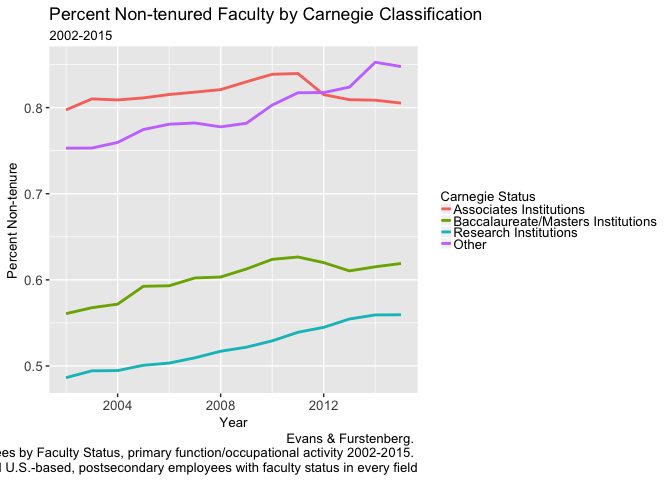 Percent Non-tenured Faculty by Carnegie Classification
2002-2015
0.8
0.7
0.6
0.5
Percent Non-tenure
2004 2008 2012
Year
Carnegie Status
Associates Institutions
Baccalaureate/Masters Institutions
Research Institutions
Other
Evans & Furstenberg.
by Faculty Status, primary function/occupational activity 2002-2015.
U.S.-based, postsecondary employees with faculty status in every field